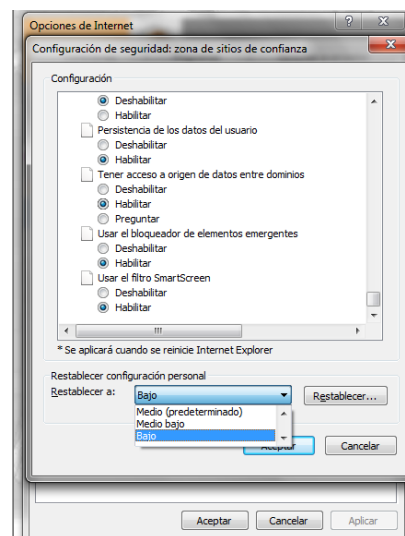 Opciones de Internet
Configuración de seguridad: zona de sitios de confianza
Configuración
Deshabilitar
Habilitar
Persistencia de los datos del usuario
Deshabilitar
Habilitar
Tener acceso a origen de datos entre dominios
Deshabilitar
Habilitar
Preguntar
Usar el bloqueador de elementos emergentes
Deshabilitar
Habilitar
Usar el filtro SmartScreen
Deshabilitar
Habilitar
* Se aplicará cuando se reinicie Internet Explorer
Restablecer configuración personal
Restablecer a: Bajo Restablecer...
Medio (predeterminado)
Medio bajo
Bajo
Aceptar Cancelar
Aceptar Cancelar Aplicar